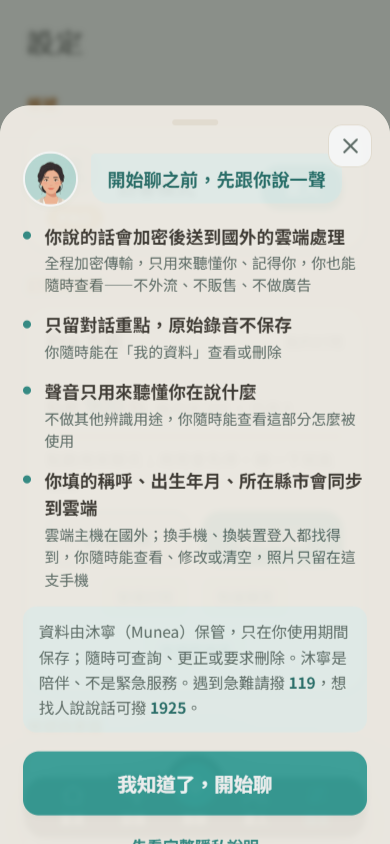 設定
開始聊之前，先跟你說一聲
你說的話會加密後送到國外的雲端處理
全程加密傳輸，只用來聽懂你、記得你，你也能
隨時查看——不外流、不販售、不做廣告
只留對話重點，原始錄音不保存
你隨時能在「我的資料」查看或刪除
聲音只用來聽懂你在說什麼
不做其他辨識用途，你隨時能查看這部分怎麼被
使用
你填的稱呼、出生年月、所在縣市會同步
到雲端
雲端主機在國外；換手機、換裝置登入都找得
到，你隨時能查看、修改或清空，照片只留在這
支手機
資料由沐寧（Munea）保管，只在你使用期間
保存；隨時可查詢、更正或要求刪除。沐寧是
陪伴、不是緊急服務。遇到急難請撥 119，想
找人說說話可撥 1925。
我知道了，開始聊
先看完整隱私說明